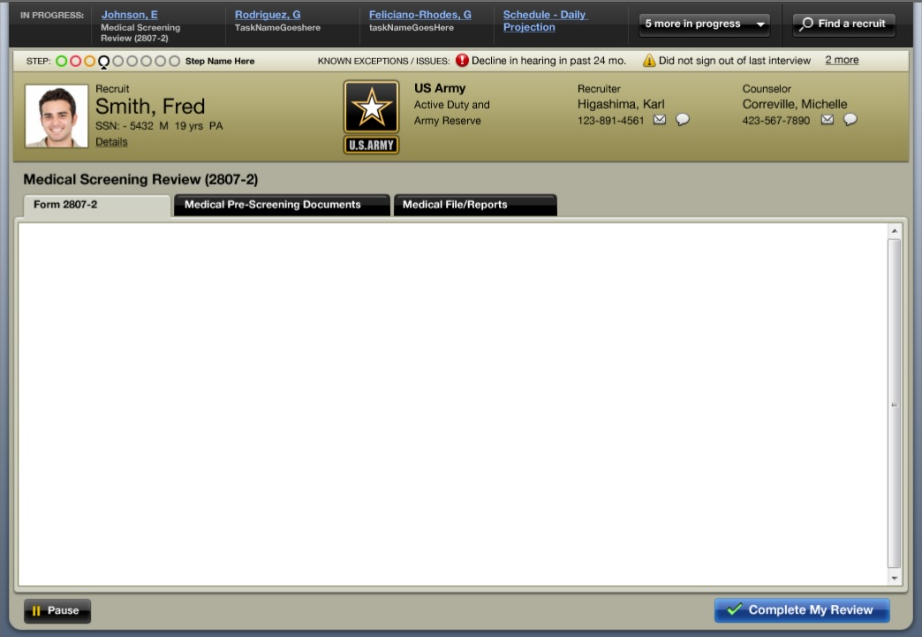 IN PROGRESS:
Johnson, E
Medical Screening
Review (2807-2)
Rodriguez, G
TaskNameGoeshere
Feliciano-Rhodes, G
taskNameGoesHere
Schedule - Daily
Projection
5 more in progress
Find a recruit
STEP:
Step Name Here
KNOWN EXCEPTIONS / ISSUES:
Decline in hearing in past 24 mo.
Did not sign out of last interview
2 more
Recruit
Smith, Fred
SSN: - 5432 M 19 yrs PA
Details
U.S.ARMY
US Army
Active Duty and
Army Reserve
Recruiter
Higashima, Karl
123-891-4561
Counselor
Correville, Michelle
423-567-7890
Medical Screening Review (2807-2)
Form 2807-2
Medical Pre-Screening Documents
Medical File/Reports
Pause
Complete My Review